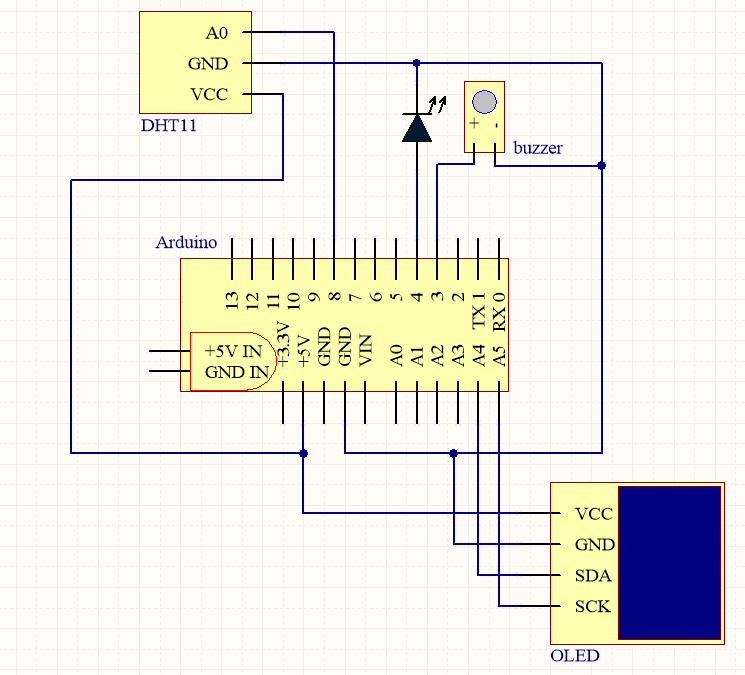 A0
GND
VCC
DHT11
+ -
buzzer
Arduino
13 12 11 10 9 8 7 6 5 4 3 2 TX 1 RX 0
+5V IN
GND IN
+3.3V +5V GND GND VIN A0 A1 A2 A3 A4 A5
VCC
GND
SDA
SCK
OLED